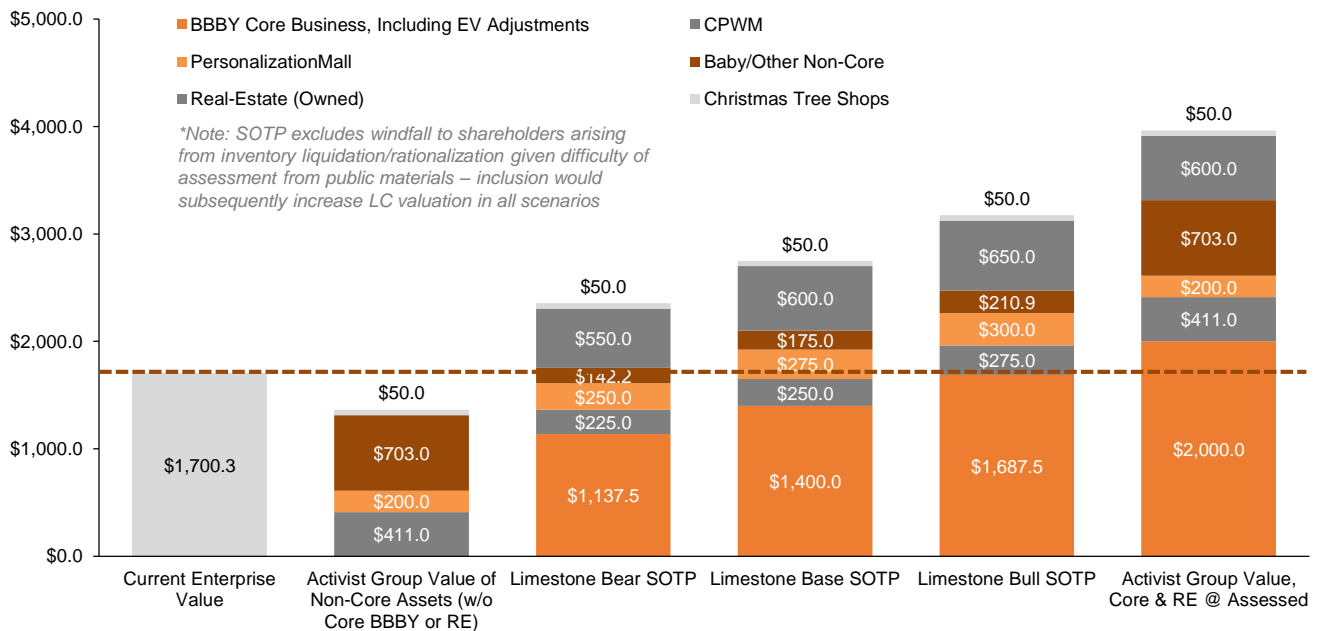 $5,000.0
$4,000.0
$3,000.0
$2,000.0
$1,000.0
$0.0
BBBY Core Business, Including EV Adjustments
CPWM
PersonalizationMall
Baby/Other Non-Core
Real-Estate (Owned)
Christmas Tree Shops
*Note: SOTP excludes windfall to shareholders arising
from inventory liquidation/rationalization given difficulty of
assessment from public materials – inclusion would
subsequently increase LC valuation in all scenarios
$1,700.3
$50.0
$703.0
$200.0
$411.0
$50.0
$550.0
$142.2
$250.0
$225.0
$1,137.5
$50.0
$600.0
$175.0
$275.0
$250.0
$1,400.0
$50.0
$650.0
$210.9
$300.0
$275.0
$1,687.5
$50.0
$600.0
$703.0
$200.0
$411.0
$2,000.0
Current Enterprise
Value
Activist Group Value of
Non-Core Assets (w/o
Core BBBY or RE)
Limestone Bear SOTP
Limestone Base SOTP
Limestone Bull SOTP
Activist Group Value,
Core & RE @ Assessed